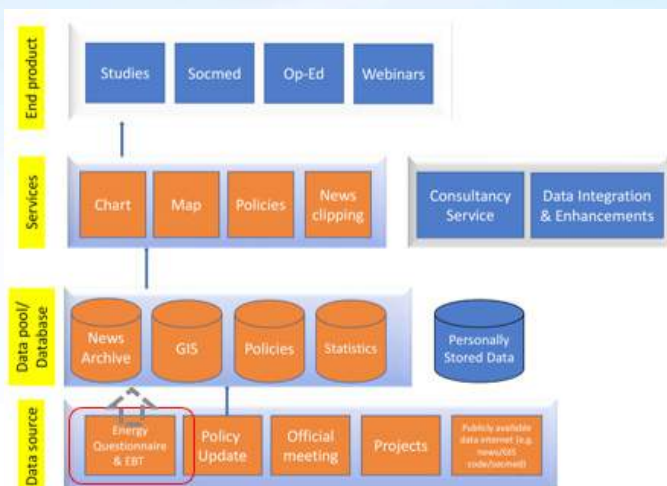 End product
Studies
Socmed
Op-Ed
Webinars
Services
Chart
Map
Policies
News
clipping
Consultancy
Service
Data Integration
& Enhancements
Data pool/
Database
News
Archive
GIS
Policies
Statistics
Personally
Stored Data
Data source
Energy
Questionnaire
& EBT
Policy
Update
Official
meeting
Projects
Publicly available
data internet (e.g.
news/GIS
code/socmed)